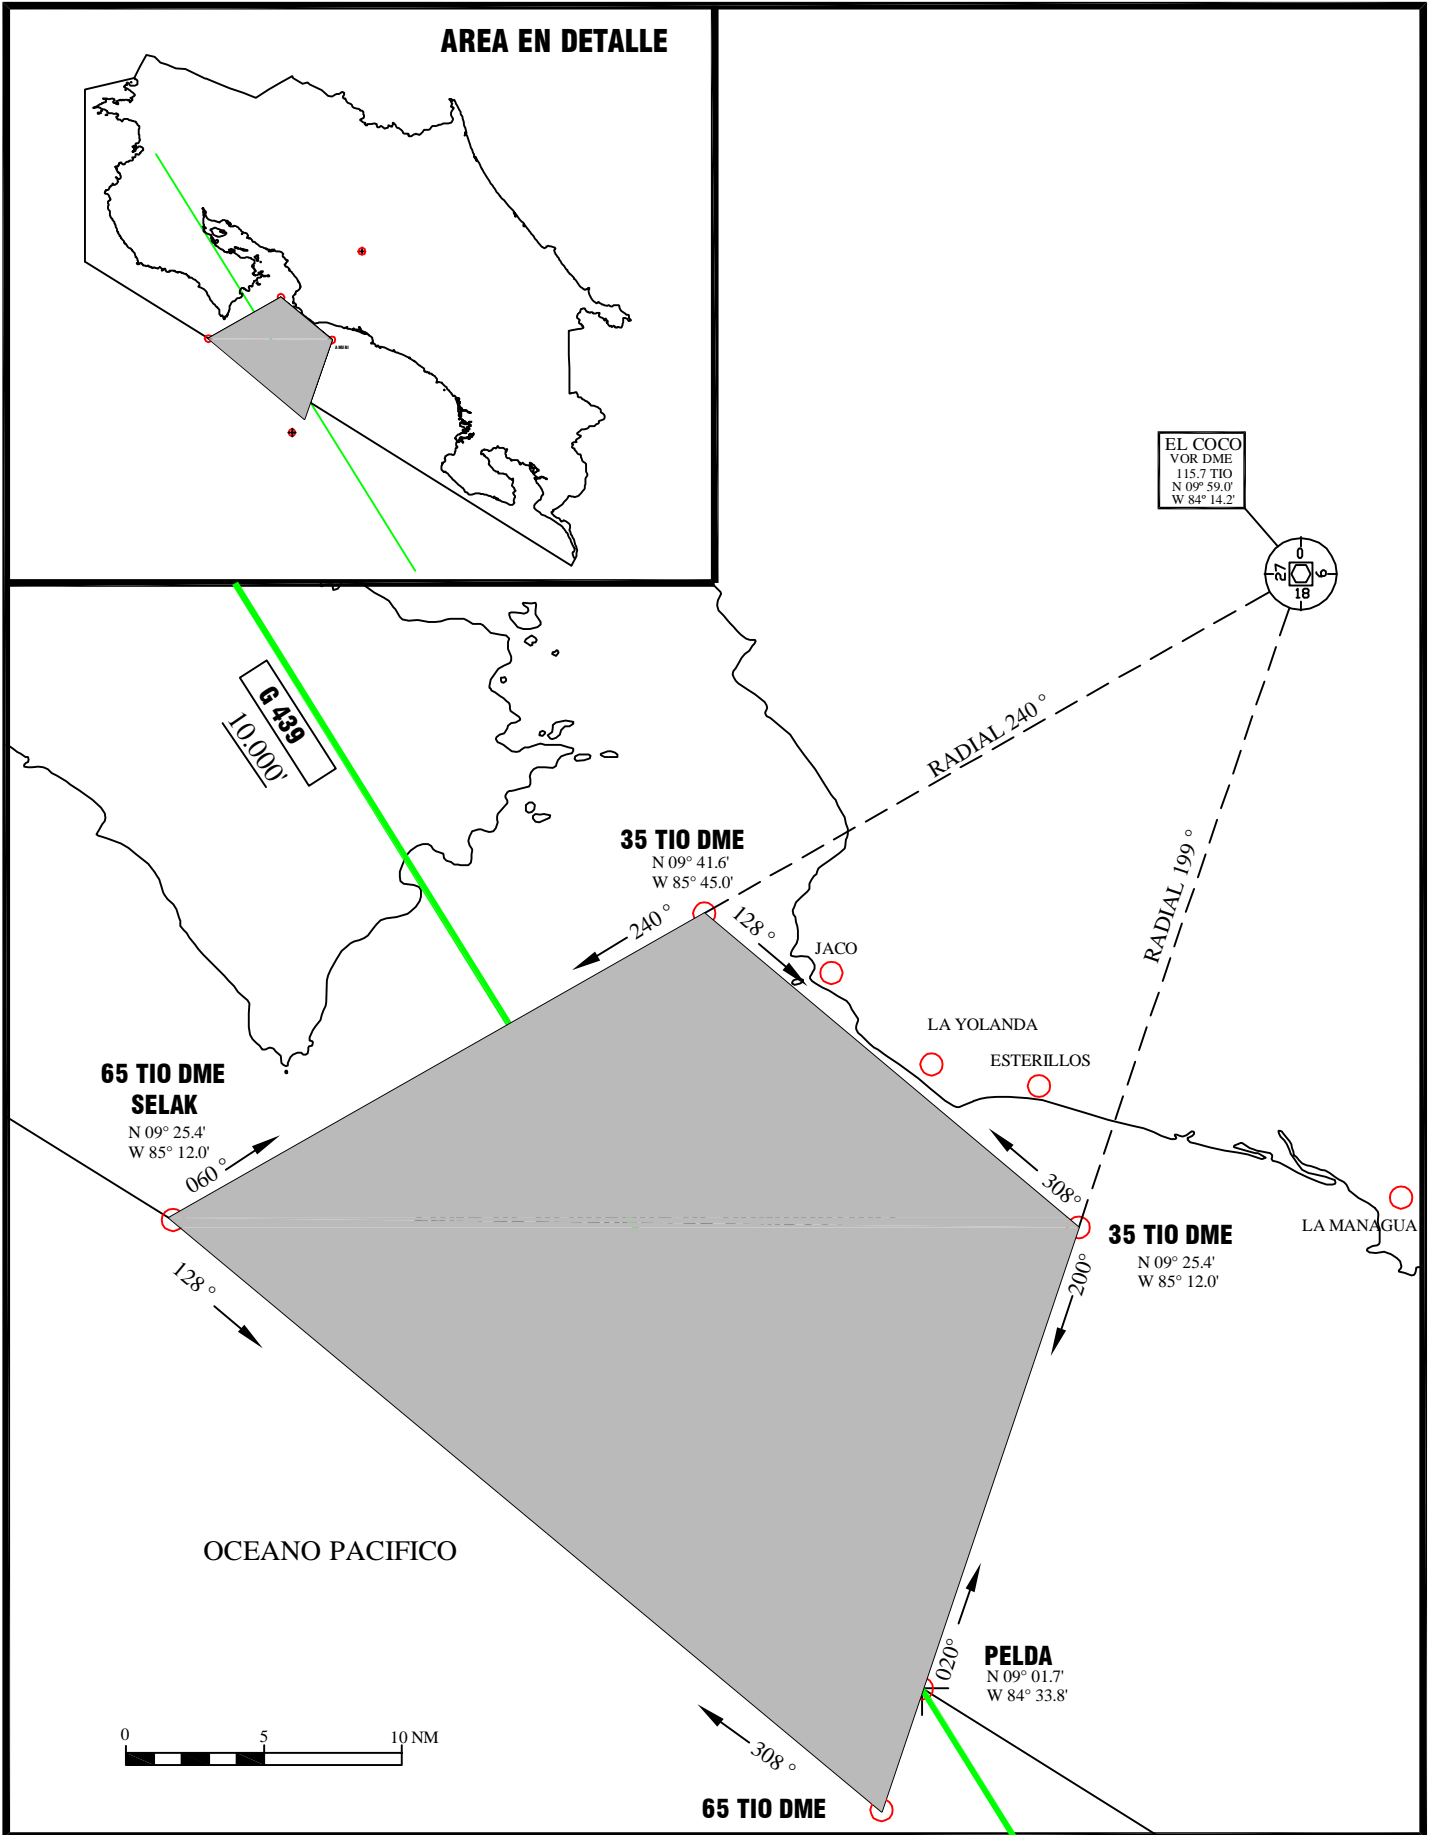 AREA EN DETALLE
EL COCO
VOR DME
115.7 TIO
N 09º 59.0'
W 84º 14.2'
0
9
18
27
G 439
10.000'
RADIAL 240 °
RADIAL 199 °
35 TIO DME
N 09° 41.6'
W 85° 45.0'
240 °
128 °
JACO
LA YOLANDA
ESTERILLOS
65 TIO DME
SELAK
N 09° 25.4'
W 85° 12.0'
060 °
308°
LA MANAGUA
35 TIO DME
N 09° 25.4'
W 85° 12.0'
200°
128 °
OCEANO PACIFICO
020°
PELDA
N 09° 01.7'
W 84° 33.8'
0 5 10 NM
308 °
65 TIO DME